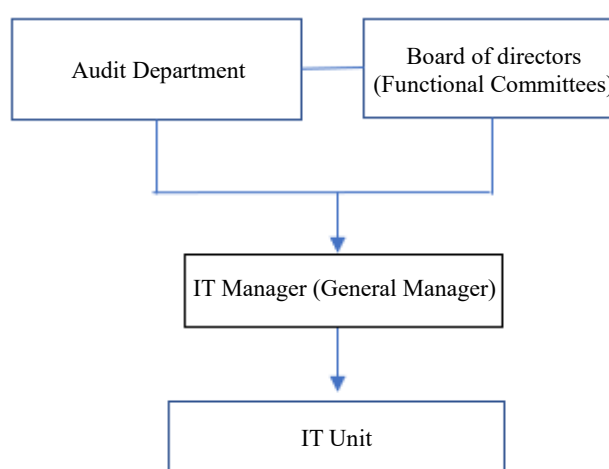 Audit Department
Board of directors
(Functional Committees)
IT Manager (General Manager)
IT Unit